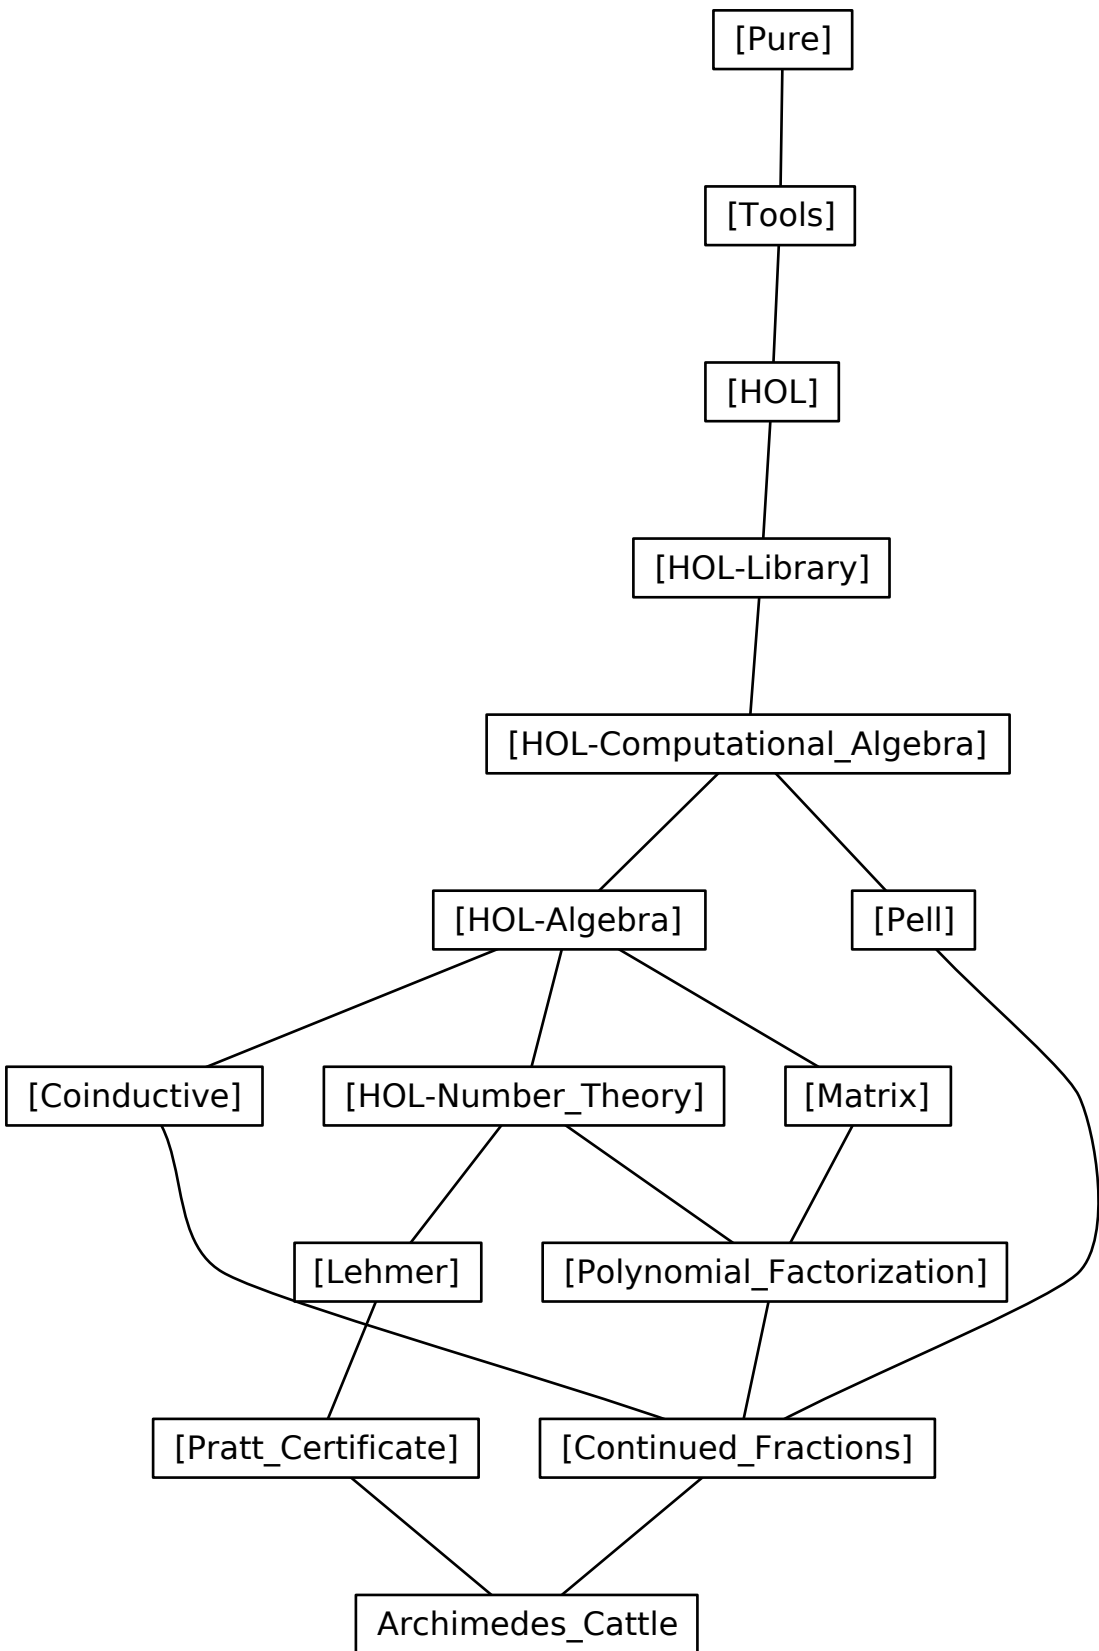 [Pure]
[Tools]
[HOL]
[HOL-Library]
[HOL-Computational_Algebra]
[HOL-Algebra]
[Pell]
[Coinductive]
[HOL-Number_Theory]
[Matrix]
[Lehmer]
[Polynomial_Factorization]
[Pratt_Certificate]
[Continued_Fractions]
Archimedes_Cattle